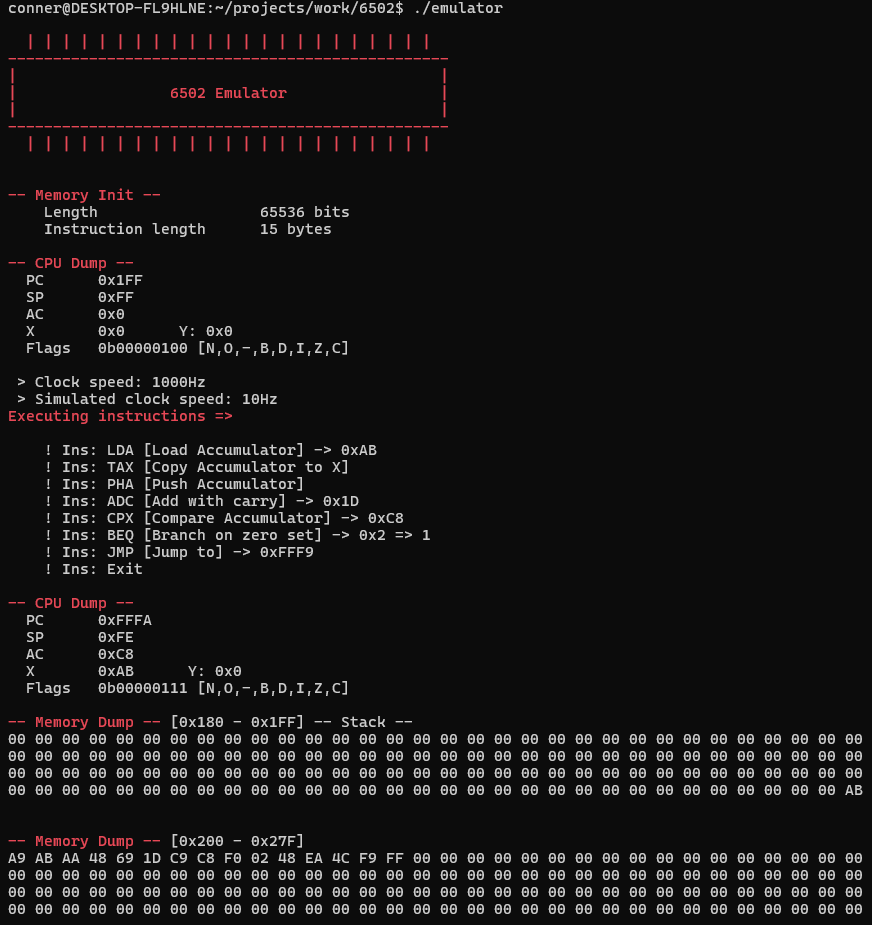 conner@DESKTOP-FL9HLNE:~/projects/work/6502$ ./emulator
| | | | | | | | | | | | | | | | | | | | | | |
-------------------------------------------------
|                                               |
|                 6502 Emulator                 |
|                                               |
-------------------------------------------------
| | | | | | | | | | | | | | | | | | | | | | |
-- Memory Init --
Length 65536 bits
Instruction length 15 bytes
-- CPU Dump --
PC 0x1FF
SP 0xFF
AC 0x0
X 0x0 Y: 0x0
Flags 0b00000100 [N,O,-,B,D,I,Z,C]
> Clock speed: 1000Hz
> Simulated clock speed: 10Hz
Executing instructions =>
! Ins: LDA [Load Accumulator] -> 0xAB
! Ins: TAX [Copy Accumulator to X]
! Ins: PHA [Push Accumulator]
! Ins: ADC [Add with carry] -> 0x1D
! Ins: CPX [Compare Accumulator] -> 0xC8
! Ins: BEQ [Branch on zero set] -> 0x2 => 1
! Ins: JMP [Jump to] -> 0xFFF9
! Ins: Exit
-- CPU Dump --
PC 0xFFFA
SP 0xFE
AC 0xC8
X 0xAB Y: 0x0
Flags 0b00000111 [N,O,-,B,D,I,Z,C]
-- Memory Dump -- [0x180 - 0x1FF] -- Stack --
00 00 00 00 00 00 00 00 00 00 00 00 00 00 00 00 00 00 00 00 00 00 00 00 00 00 00 00 00 00 00 00
00 00 00 00 00 00 00 00 00 00 00 00 00 00 00 00 00 00 00 00 00 00 00 00 00 00 00 00 00 00 00 00
00 00 00 00 00 00 00 00 00 00 00 00 00 00 00 00 00 00 00 00 00 00 00 00 00 00 00 00 00 00 00 00
00 00 00 00 00 00 00 00 00 00 00 00 00 00 00 00 00 00 00 00 00 00 00 00 00 00 00 00 00 00 00 AB
-- Memory Dump -- [0x200 - 0x27F]
A9 AB AA 48 69 1D C9 C8 F0 02 48 EA 4C F9 FF 00 00 00 00 00 00 00 00 00 00 00 00 00 00 00 00 00
00 00 00 00 00 00 00 00 00 00 00 00 00 00 00 00 00 00 00 00 00 00 00 00 00 00 00 00 00 00 00 00
00 00 00 00 00 00 00 00 00 00 00 00 00 00 00 00 00 00 00 00 00 00 00 00 00 00 00 00 00 00 00 00
00 00 00 00 00 00 00 00 00 00 00 00 00 00 00 00 00 00 00 00 00 00 00 00 00 00 00 00 00 00 00 00